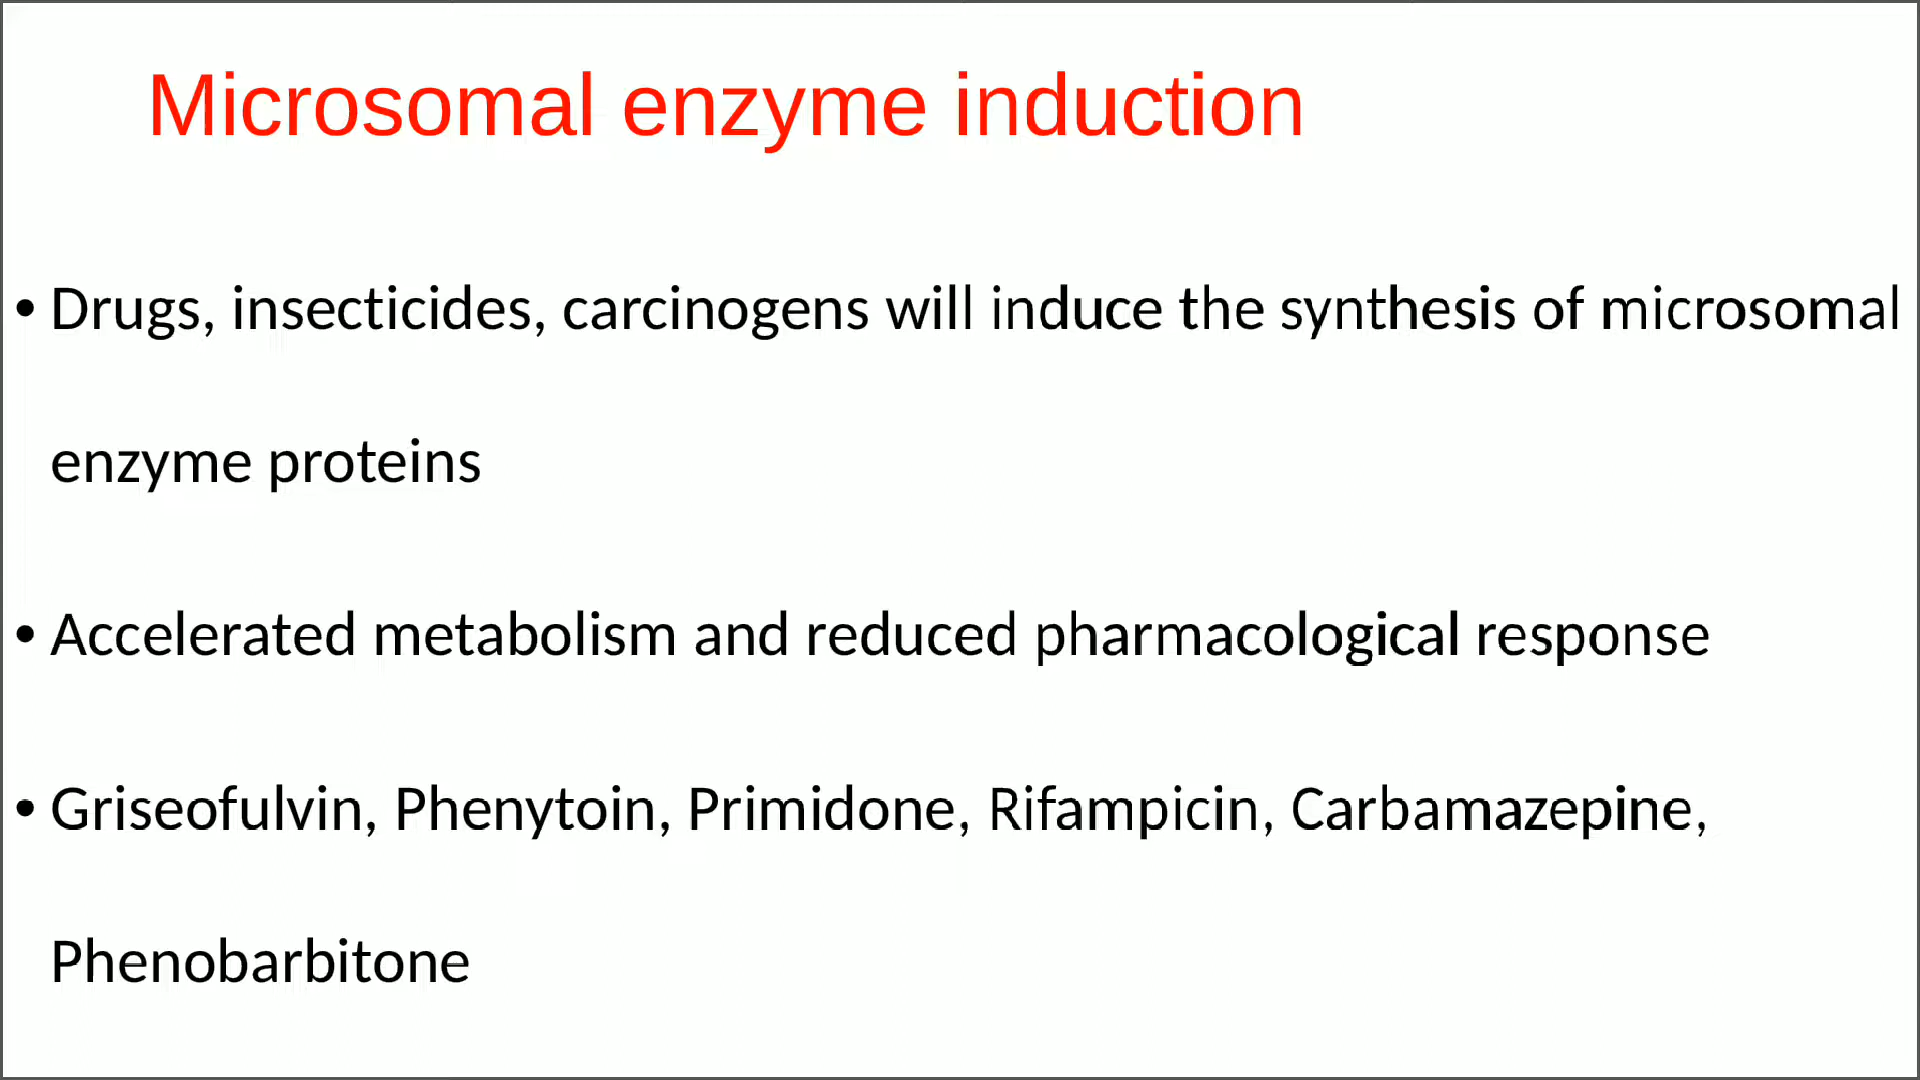 Microsomal enzyme induction
• Drugs, insecticides, carcinogens will induce the synthesis of microsomal
enzyme proteins
• Accelerated metabolism and reduced pharmacological response
• Griseofulvin, Phenytoin, Primidone, Rifampicin, Carbamazepine,
Phenobarbitone